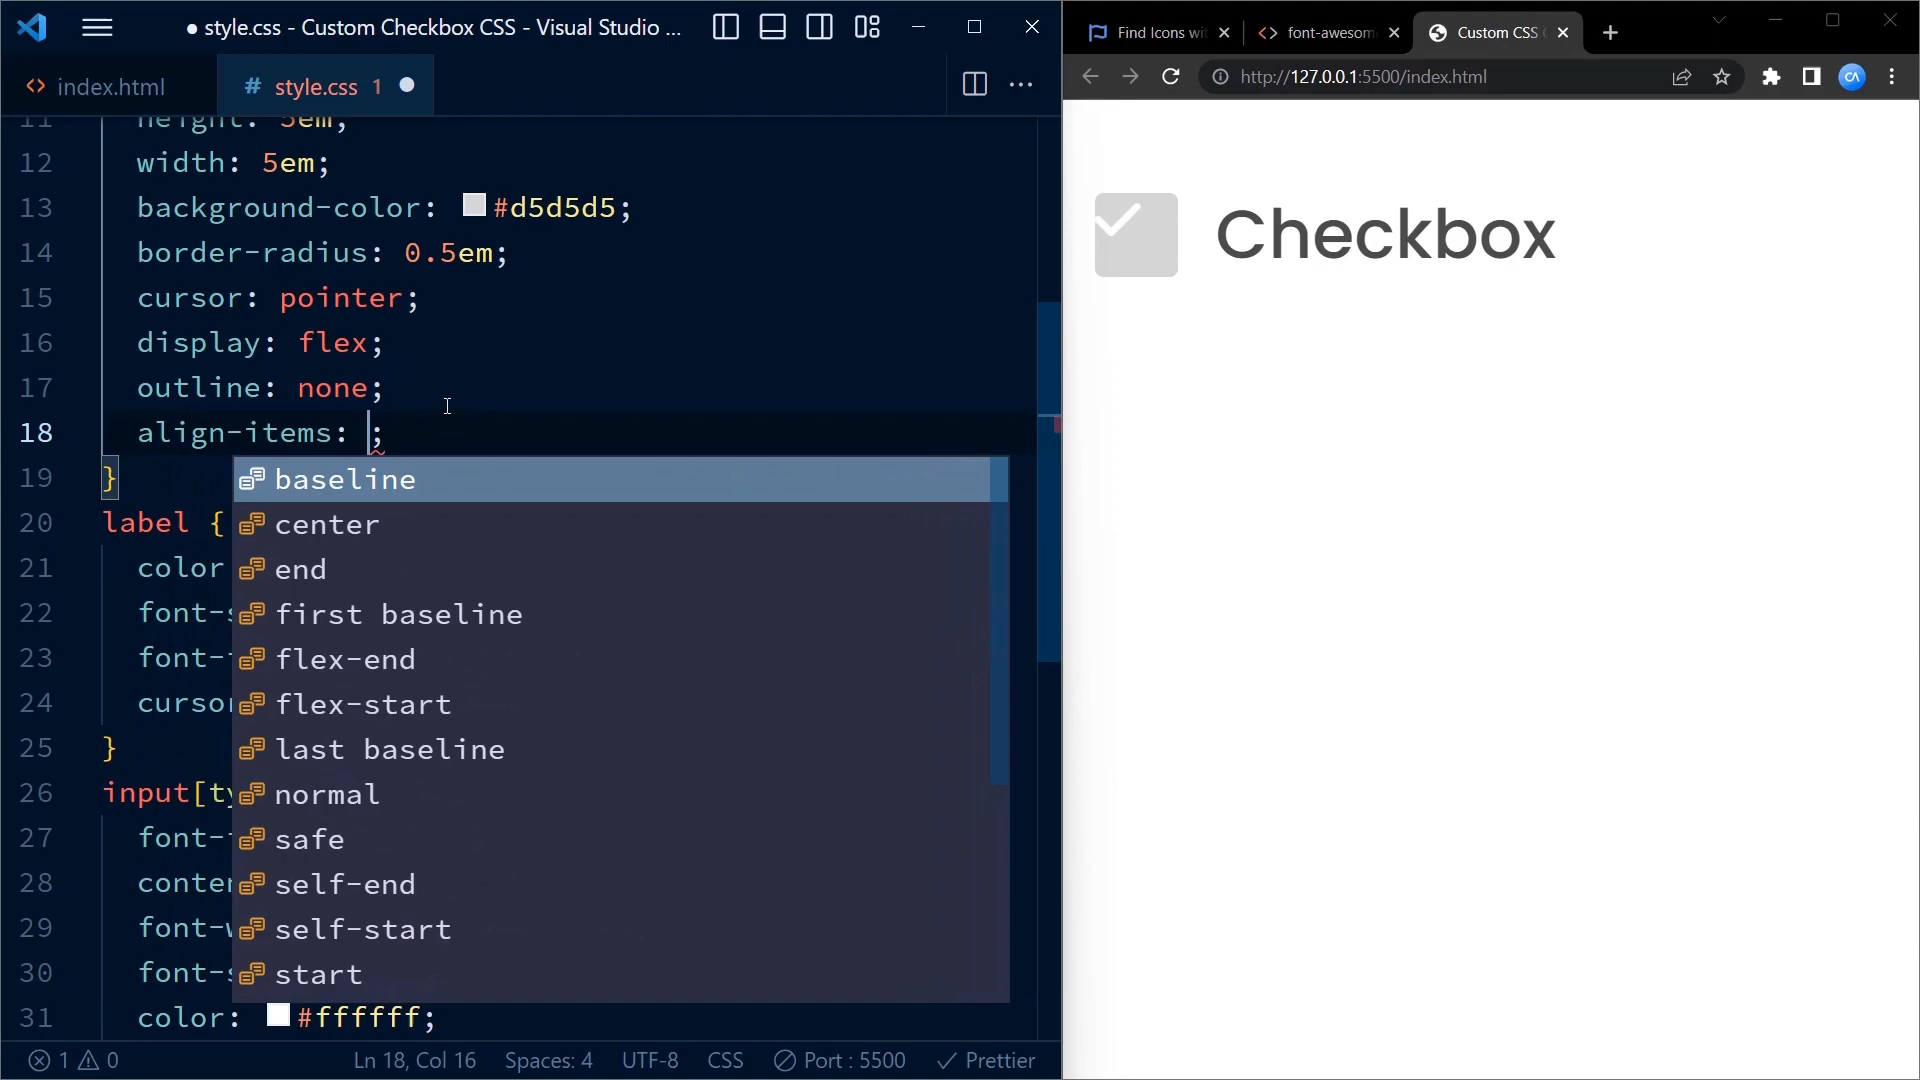 style.css - Custom Checkbox CSS - Visual Studio ...
index.html
# style.css 1
11 height: 5em;
12 width: 5em;
13 background-color: #d5d5d5;
14 border-radius: 0.5em;
15 cursor: pointer;
16 display: flex;
17 outline: none;
18 align-items: ;
19 }
20 label {
21 color
22 font-s
23 font-
24 curso
25 }
26 input[ty
27 font-
28 conte
29 font-w
30 font-s
31 color: #ffffff;
baseline
center
end
first baseline
flex-end
flex-start
last baseline
normal
safe
self-end
self-start
start
1 0 Ln 18, Col 16 Spaces: 4 UTF-8 CSS Port : 5500 Prettier
Find Icons wi
font-awesom
Custom CSS
http://127.0.0.1:5500/index.html
CA
Checkbox